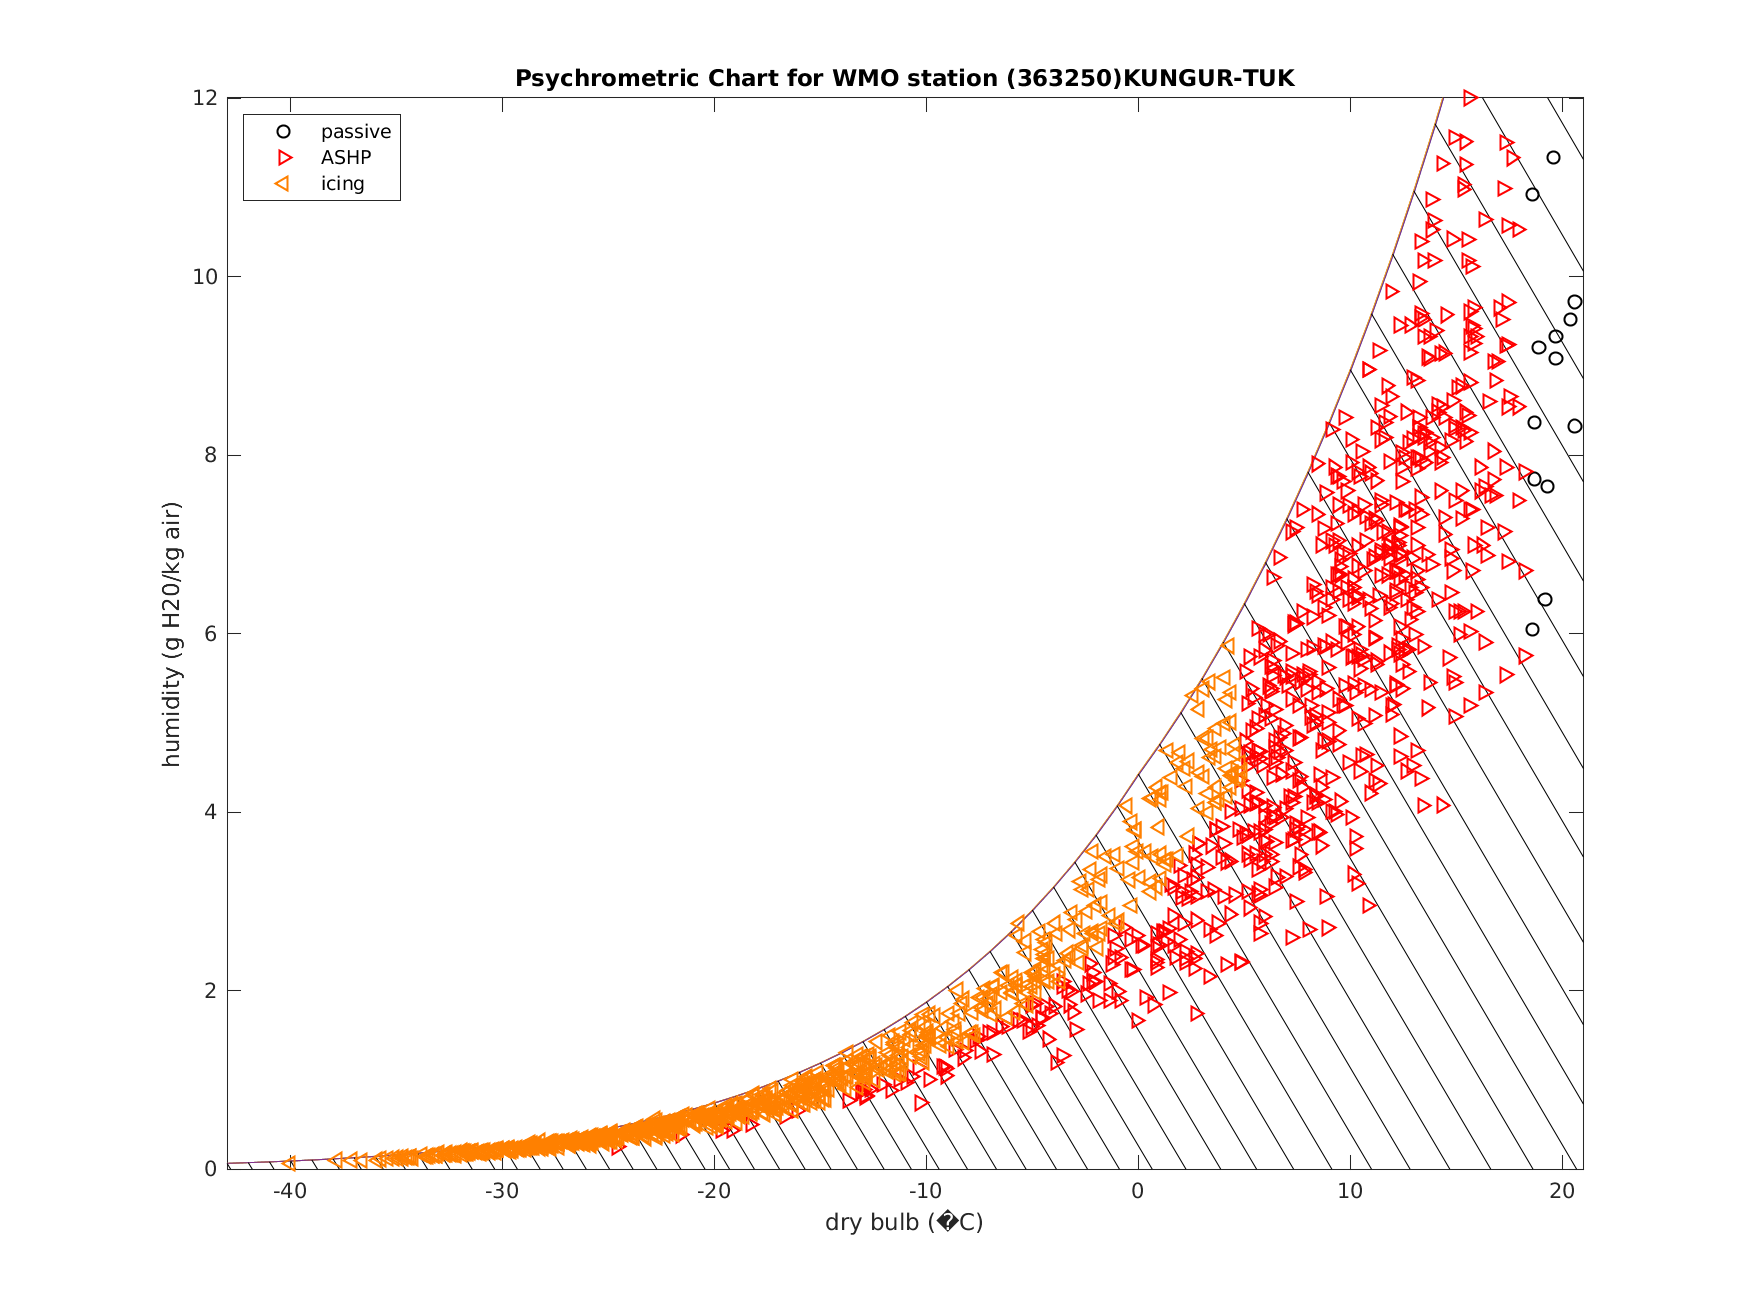 Psychrometric Chart for WMO station (363250)KUNGUR-TUK
passive
ASHP
icing
humidity (g H20/kg air)
12
10
8
6
4
2
0
-40 -30 -20 -10 0 10 20
dry bulb (�C)